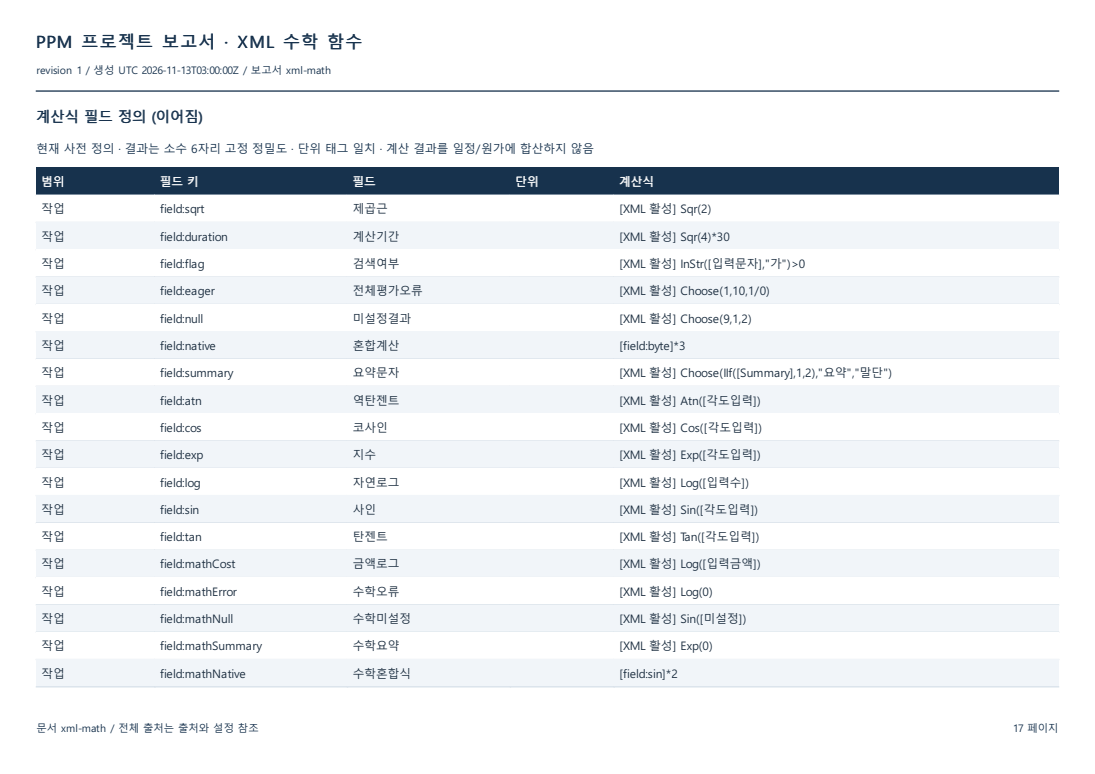 PPM 프로젝트 보고서 · XML 수학 함수
revision 1 / 생성 UTC 2026-11-13T03:00:00Z / 보고서 xml-math
계산식 필드 정의 (이어짐)
현재 사전 정의 · 결과는 소수 6자리 고정 정밀도 · 단위 태그 일치 · 계산 결과를 일정/원가에 합산하지 않음
범위 필드 키 필드 단위 계산식
작업 field:sqrt 제곱근 [XML 활성] Sqr(2)
작업 field:duration 계산기간 [XML 활성] Sqr(4)*30
작업 field:flag 검색여부 [XML 활성] InStr([입력문자],"가")>0
작업 field:eager 전체평가오류 [XML 활성] Choose(1,10,1/0)
작업 field:null 미설정결과 [XML 활성] Choose(9,1,2)
작업 field:native 혼합계산 [field:byte]*3
작업 field:summary 요약문자 [XML 활성] Choose(IIf([Summary],1,2),"요약","말단")
작업 field:atn 역탄젠트 [XML 활성] Atn([각도입력])
작업 field:cos 코사인 [XML 활성] Cos([각도입력])
작업 field:exp 지수 [XML 활성] Exp([각도입력])
작업 field:log 자연로그 [XML 활성] Log([입력수])
작업 field:sin 사인 [XML 활성] Sin([각도입력])
작업 field:tan 탄젠트 [XML 활성] Tan([각도입력])
작업 field:mathCost 금액로그 [XML 활성] Log([입력금액])
작업 field:mathError 수학오류 [XML 활성] Log(0)
작업 field:mathNull 수학미설정 [XML 활성] Sin([미설정])
작업 field:mathSummary 수학요약 [XML 활성] Exp(0)
작업 field:mathNative 수학혼합식 [field:sin]*2
문서 xml-math / 전체 출처는 출처와 설정 참조
17 페이지